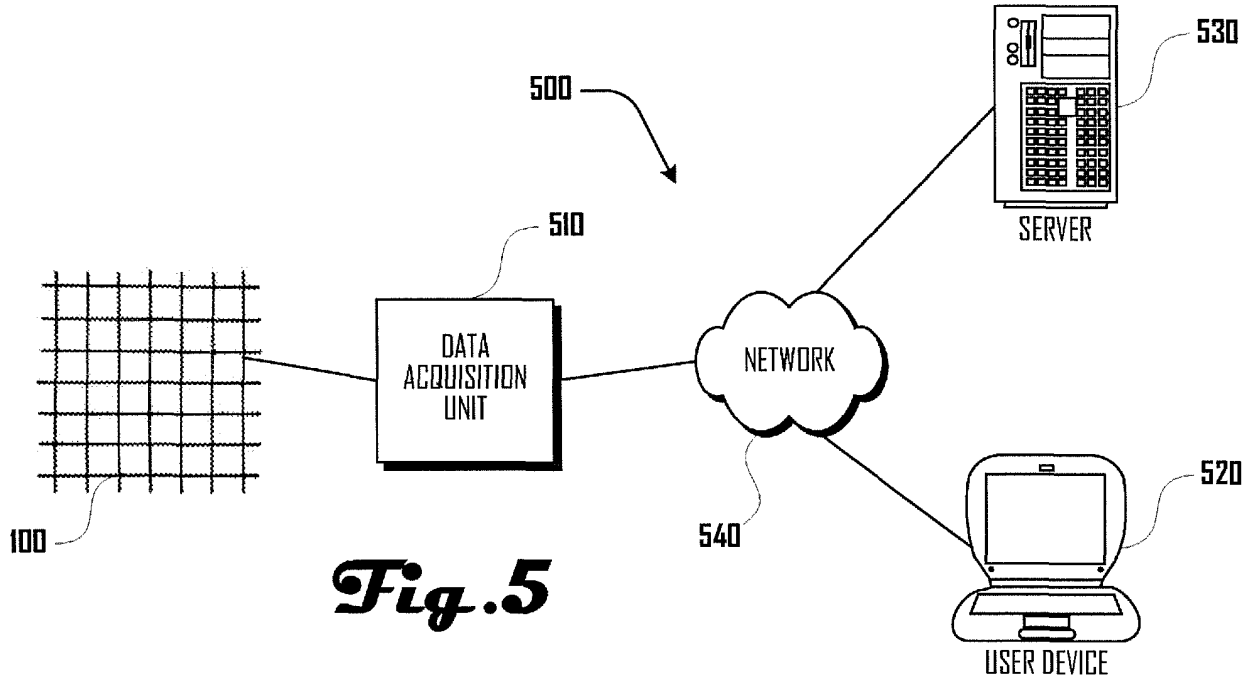 530
500
SERVER
510
DATA
ACQUISITION
UNIT
NETWORK
520
540
100
Fig.5
USER DEVICE